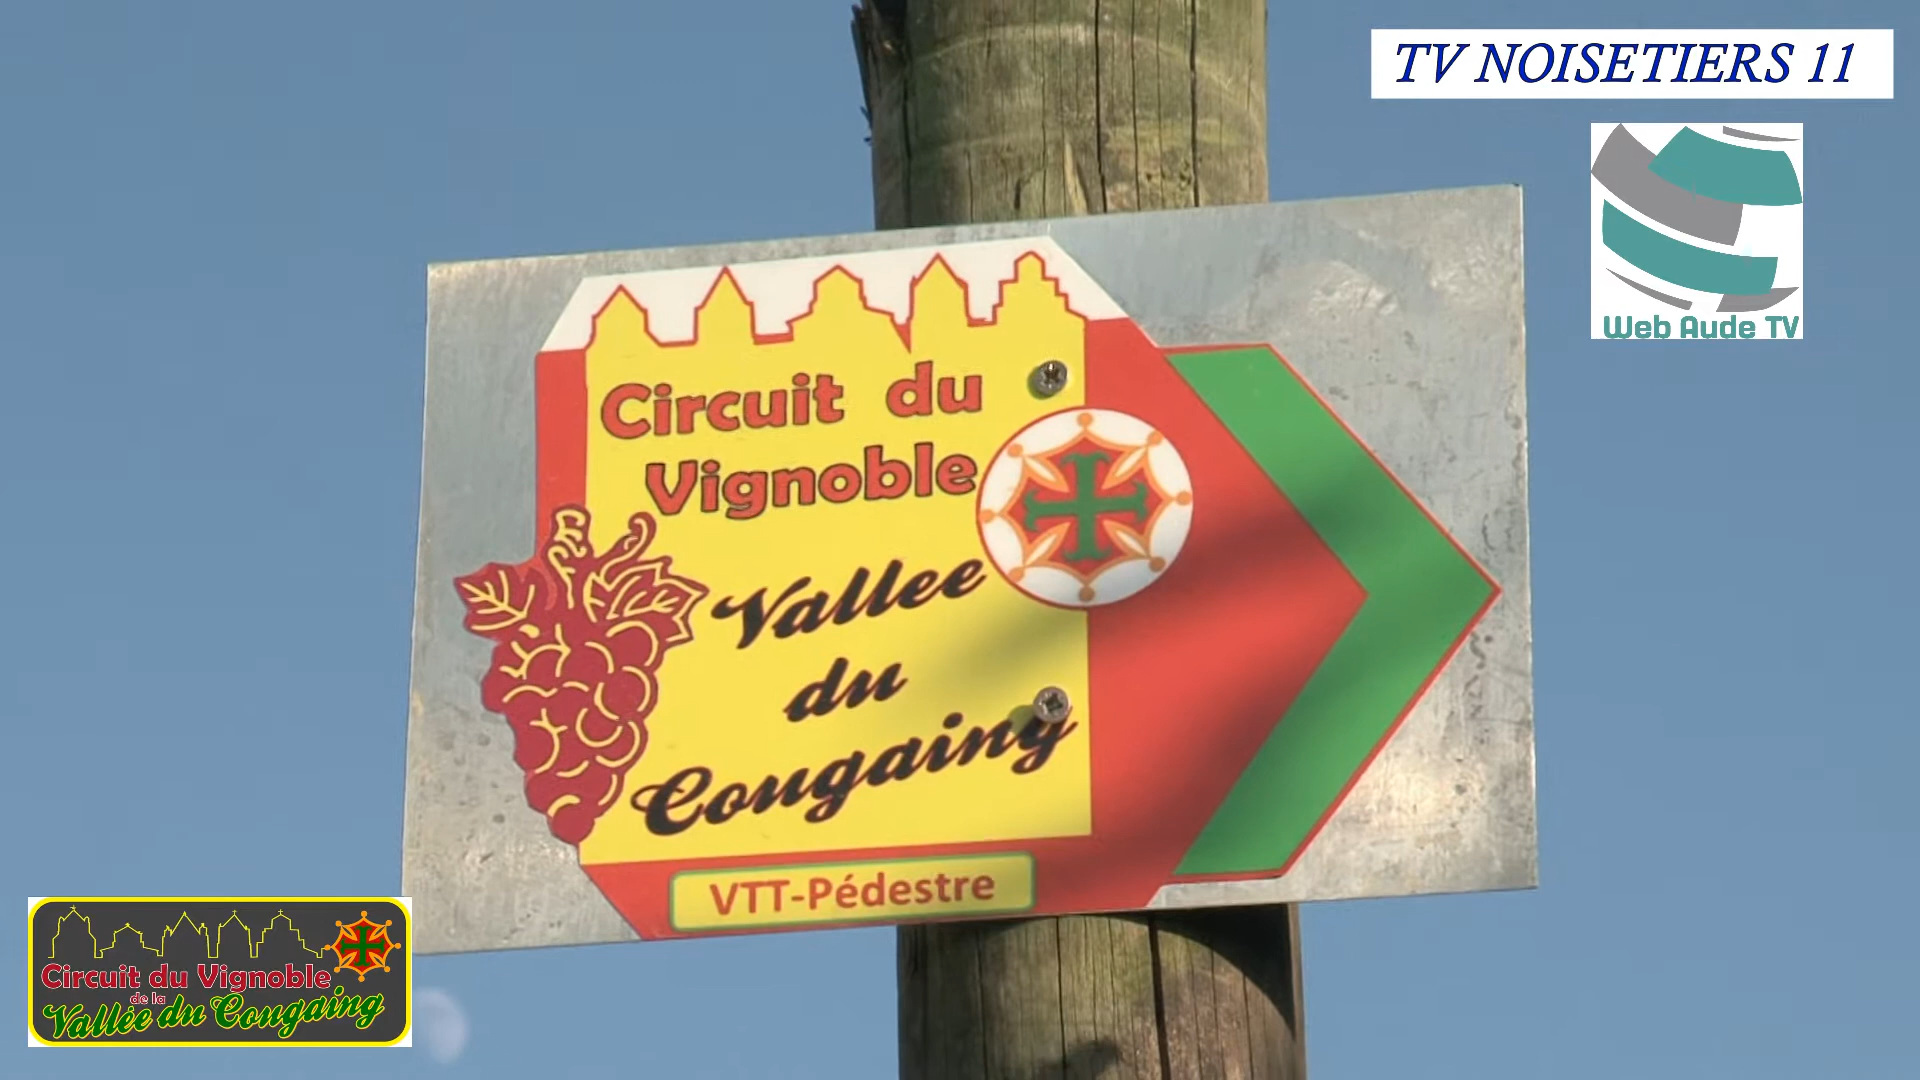 TV NOISETIERS 11
Web Aude TV
Circuit du
Vignoble
Vallee
du
Cougaing
VTT-Pédestre
Circuit du Vignoble
de la
Vallée du Cougaing